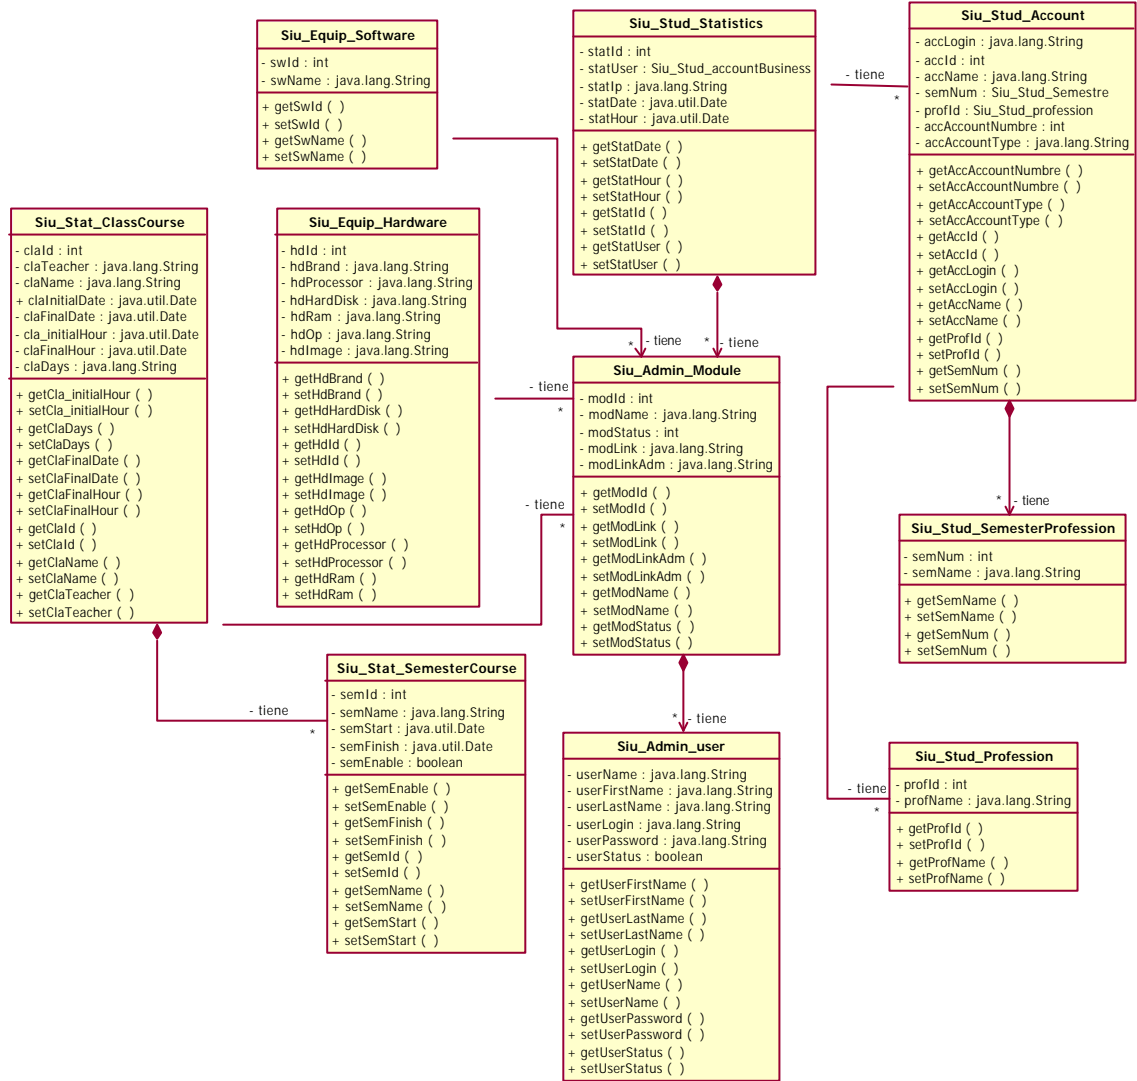 Siu_Equip_Software
- swId : int
- swName : java.lang.String
+ getSwId ( )
+ setSwId ( )
+ getSwName ( )
+ setSwName ( )
Siu_Stud_Statistics
- statId : int
- statUser : Siu_Stud_accountBusiness
- statIp : java.lang.String
- statDate : java.util.Date
- statHour : java.util.Date
+ getStatDate ( )
+ setStatDate ( )
+ getStatHour ( )
+ setStatHour ( )
+ getStatId ( )
+ setStatId ( )
+ getStatUser ( )
+ setStatUser ( )
- tiene
*
Siu_Stud_Account
- accLogin : java.lang.String
- accId : int
- accName : java.lang.String
- semNum : Siu_Stud_Semestre
- profId : Siu_Stud_profession
- accAccountNumbre : int
- accAccountType : java.lang.String
+ getAccAccountNumbre ( )
+ setAccAccountNumbre ( )
+ getAccAccountType ( )
+ setAccAccountType ( )
+ getAccId ( )
+ setAccId ( )
+ getAccLogin ( )
+ setAccLogin ( )
+ getAccName ( )
+ setAccName ( )
+ getProfId ( )
+ setProfId ( )
+ getSemNum ( )
+ setSemNum ( )
Siu_Stat_ClassCourse
- claId : int
- claTeacher : java.lang.String
- claName : java.lang.String
+ claInitialDate : java.util.Date
- claFinalDate : java.util.Date
- cla_initialHour : java.util.Date
- claFinalHour : java.util.Date
- claDays : java.lang.String
+ getCla_initialHour ( )
+ setCla_initialHour ( )
+ getClaDays ( )
+ setClaDays ( )
+ getClaFinalDate ( )
+ setClaFinalDate ( )
+ getClaFinalHour ( )
+ setClaFinalHour ( )
+ getClaId ( )
+ setClaId ( )
+ getClaName ( )
+ setClaName ( )
+ getClaTeacher ( )
+ setClaTeacher ( )
Siu_Equip_Hardware
- hdId : int
- hdBrand : java.lang.String
- hdProcessor : java.lang.String
- hdHardDisk : java.lang.String
- hdRam : java.lang.String
- hdOp : java.lang.String
- hdImage : java.lang.String
+ getHdBrand ( )
+ setHdBrand ( )
+ getHdHardDisk ( )
+ setHdHardDisk ( )
+ getHdId ( )
+ setHdId ( )
+ getHdImage ( )
+ setHdImage ( )
+ getHdOp ( )
+ setHdOp ( )
+ getHdProcessor ( )
+ setHdProcessor ( )
+ getHdRam ( )
+ setHdRam ( )
* - tiene
* - tiene
- tiene
*
- tiene
*
Siu_Admin_Module
- modId : int
- modName : java.lang.String
- modStatus : int
- modLink : java.lang.String
- modLinkAdm : java.lang.String
+ getModId ( )
+ setModId ( )
+ getModLink ( )
+ setModLink ( )
+ getModLinkAdm ( )
+ setModLinkAdm ( )
+ getModName ( )
+ setModName ( )
+ getModStatus ( )
+ setModStatus ( )
* - tiene
Siu_Stud_SemesterProfession
- semNum : int
- semName : java.lang.String
+ getSemName ( )
+ setSemName ( )
+ getSemNum ( )
+ setSemNum ( )
- tiene
*
Siu_Stat_SemesterCourse
- semId : int
- semName : java.lang.String
- semStart : java.util.Date
- semFinish : java.util.Date
- semEnable : boolean
+ getSemEnable ( )
+ setSemEnable ( )
+ getSemFinish ( )
+ setSemFinish ( )
+ getSemId ( )
+ setSemId ( )
+ getSemName ( )
+ setSemName ( )
+ getSemStart ( )
+ setSemStart ( )
* - tiene
Siu_Admin_user
- userName : java.lang.String
- userFirstName : java.lang.String
- userLastName : java.lang.String
- userLogin : java.lang.String
- userPassword : java.lang.String
- userStatus : boolean
+ getUserFirstName ( )
+ setUserFirstName ( )
+ getUserLastName ( )
+ setUserLastName ( )
+ getUserLogin ( )
+ setUserLogin ( )
+ getUserName ( )
+ setUserName ( )
+ getUserPassword ( )
+ setUserPassword ( )
+ getUserStatus ( )
+ setUserStatus ( )
- tiene
*
Siu_Stud_Profession
- profId : int
- profName : java.lang.String
+ getProfId ( )
+ setProfId ( )
+ getProfName ( )
+ setProfName ( )